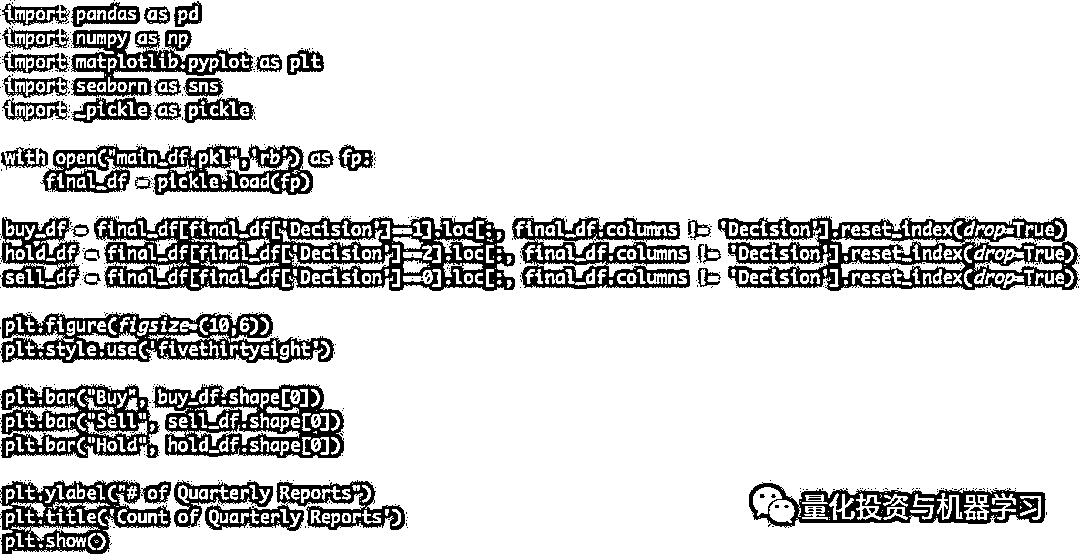 import pandas as pd
import numpy as np
import matplotlib.pyplot as plt
import seaborn as sns
import _pickle as pickle
with open("main_df.pkl",'rb') as fp:
    final_df = pickle.load(fp)
buy_df = final_df[final_df['Decision']==1].loc[:, final_df.columns != 'Decision'].reset_index(drop=True)
hold_df = final_df[final_df['Decision']==2].loc[:, final_df.columns != 'Decision'].reset_index(drop=True)
sell_df = final_df[final_df['Decision']==0].loc[:, final_df.columns != 'Decision'].reset_index(drop=True)
plt.figure(figsize=(10,6))
plt.style.use('fivethirtyeight')
plt.bar("Buy", buy_df.shape[0])
plt.bar("Sell", sell_df.shape[0])
plt.bar("Hold", hold_df.shape[0])
plt.ylabel("# of Quarterly Reports")
plt.title('Count of Quarterly Reports')
plt.show()
量化投资与机器学习